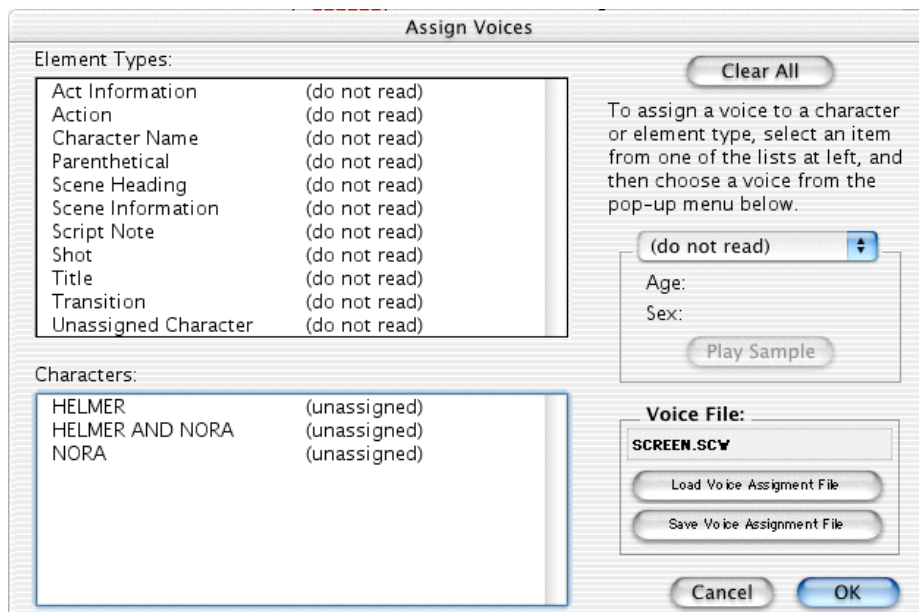 Assign Voices
Element Types:
Act Information (do not read)
Action (do not read)
Character Name (do not read)
Parenthetical (do not read)
Scene Heading (do not read)
Scene Information (do not read)
Script Note (do not read)
Shot (do not read)
Title (do not read)
Transition (do not read)
Unassigned Character (do not read)
Characters:
HELMER (unassigned)
HELMER AND NORA (unassigned)
NORA (unassigned)
Clear All
To assign a voice to a character
or element type, select an item
from one of the lists at left, and
then choose a voice from the
pop-up menu below.
(do not read)
Age:
Sex:
Play Sample
Voice File:
SCREEN.SCW
Load Voice Assigment File
Save Voice Assignment File
Cancel
OK